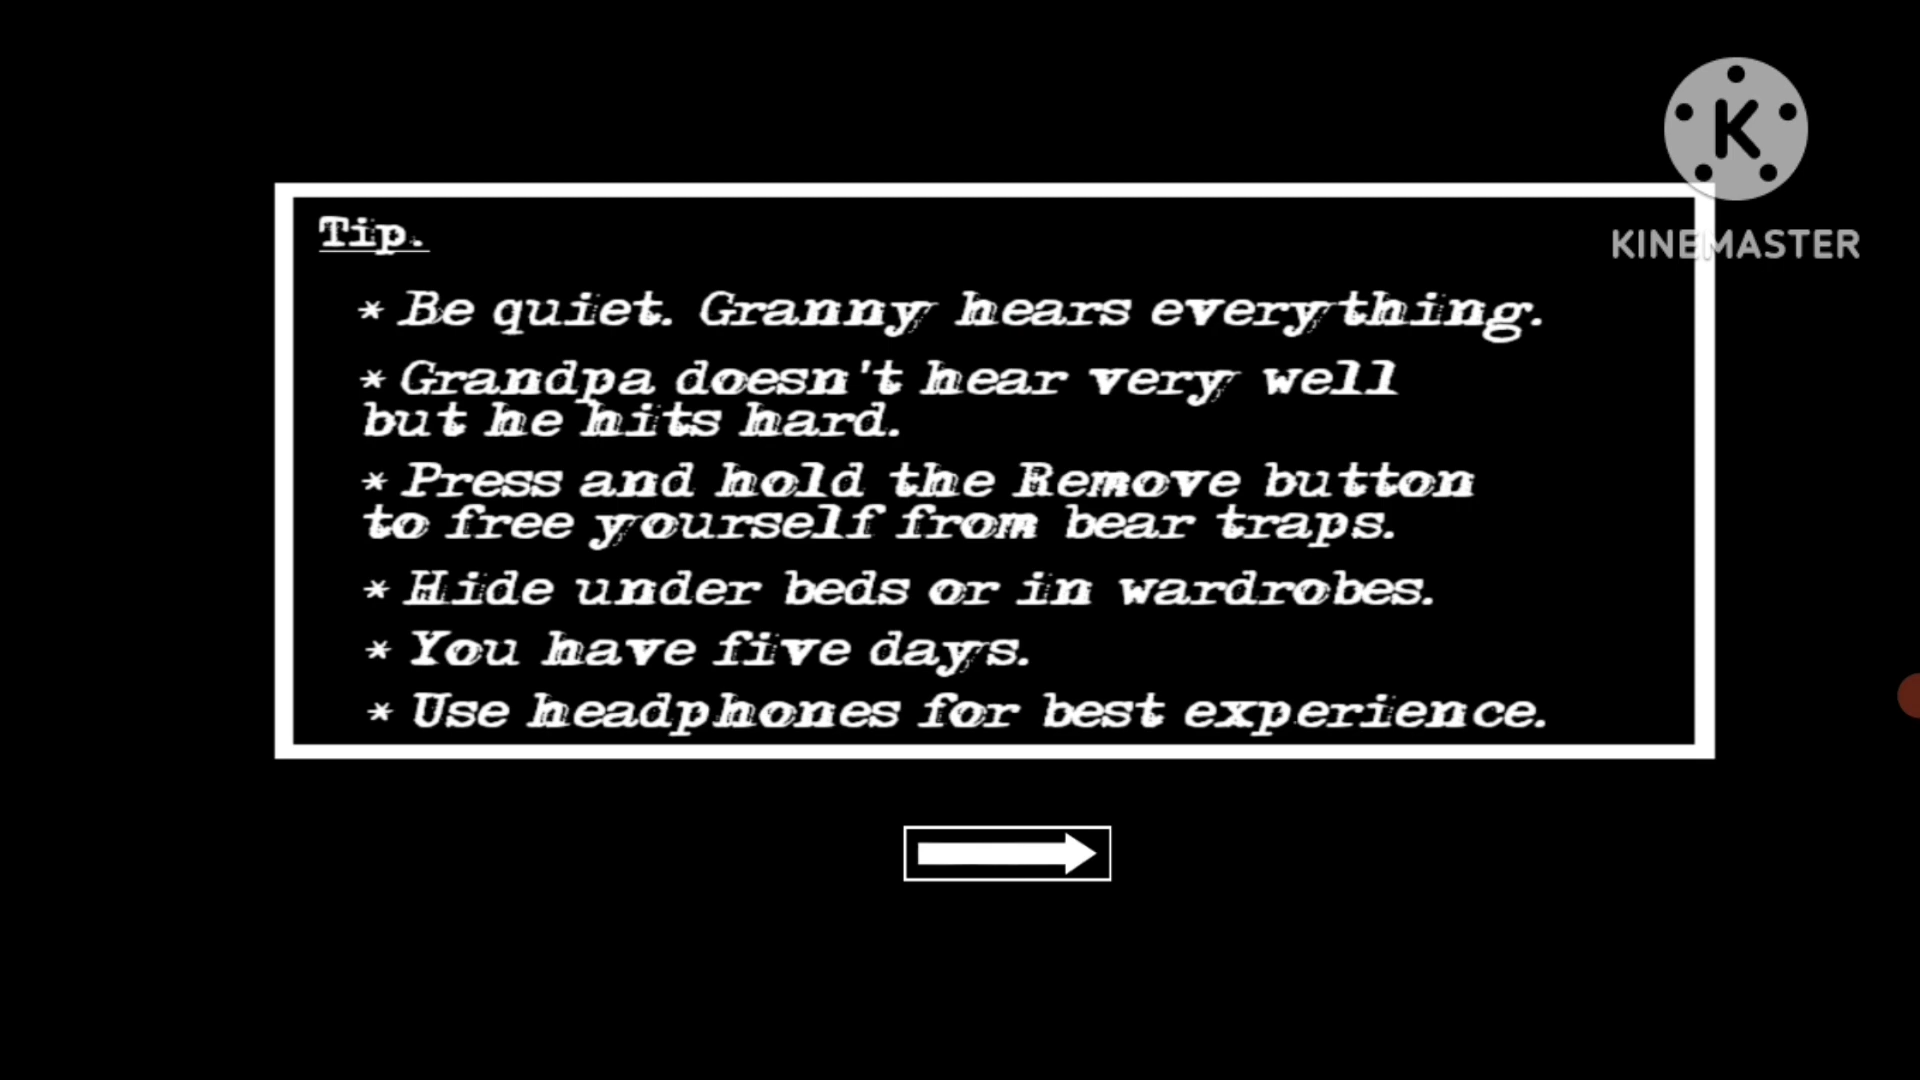 K
KINEMASTER
Tip.
* Be quiet. Granny hears everything.
* Grandpa doesn't hear very well
but he hits hard.
* Press and hold the Remove button
to free yourself from bear traps.
* Hide under beds or in wardrobes.
* You have five days.
* Use headphones for best experience.